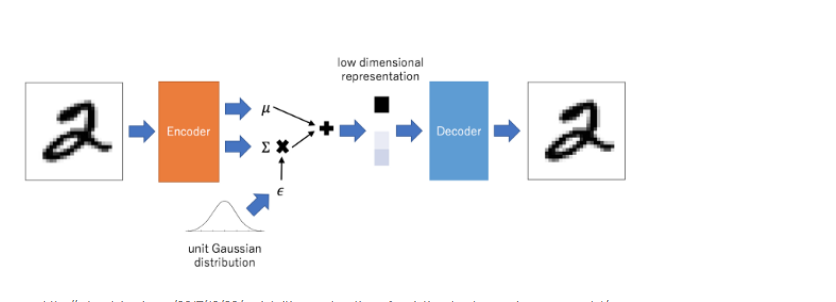 low dimensional
representation
Encoder
μ
Σ
ϵ
Decoder
unit Gaussian
distribution